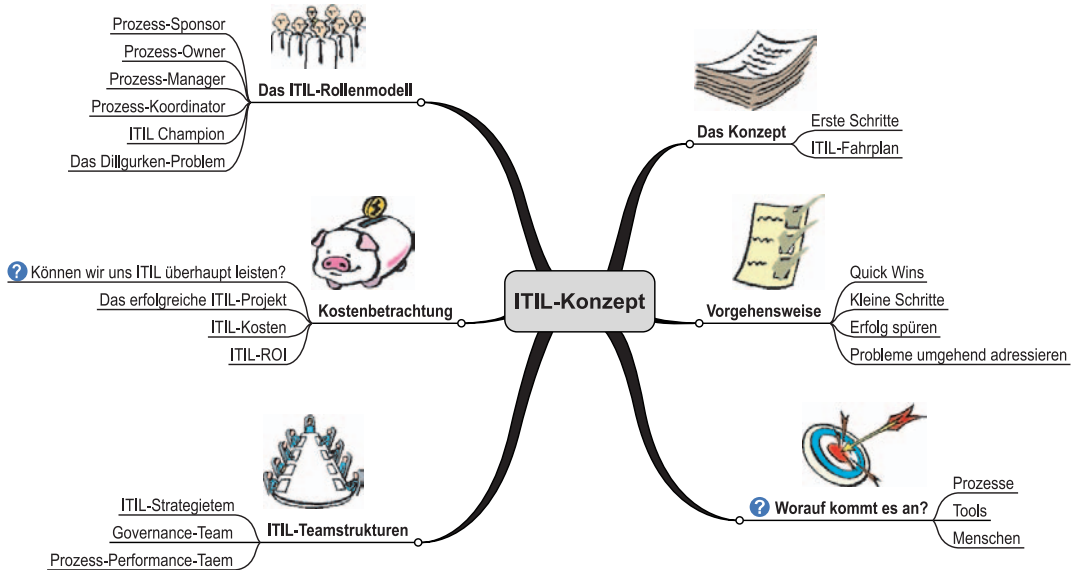 ITIL-Konzept
Das Konzept
Erste Schritte
ITIL-Fahrplan
Vorgehensweise
Quick Wins
Kleine Schritte
Erfolg spüren
Probleme umgehend adressieren
Worauf kommt es an?
Prozesse
Tools
Menschen
Das ITIL-Rollenmodell
Prozess-Sponsor
Prozess-Owner
Prozess-Manager
Prozess-Koordinator
ITIL Champion
Das Dillgurken-Problem
Kostenbetrachtung
Können wir uns ITIL überhaupt leisten?
Das erfolgreiche ITIL-Projekt
ITIL-Kosten
ITIL-ROI
ITIL-Teamstrukturen
ITIL-Strategietem
Governance-Team
Prozess-Performance-Taem